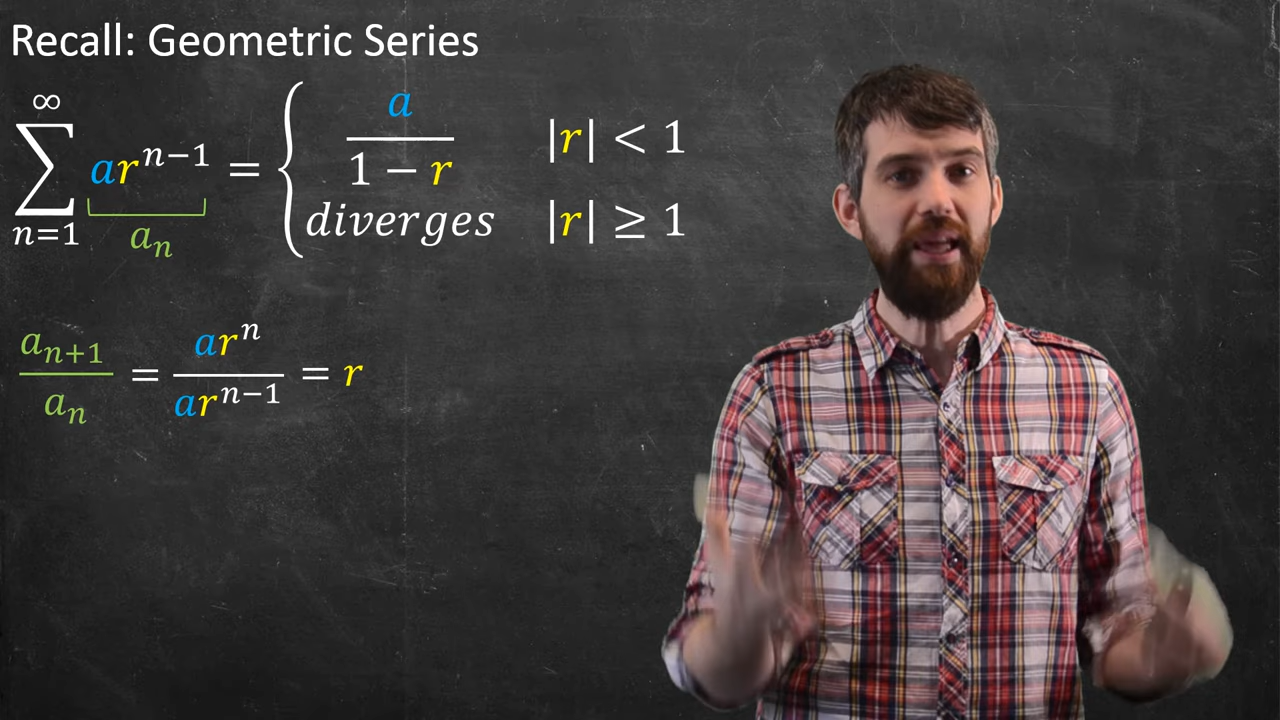 Recall: Geometric Series
∞
∑ ar^{n−1} = { a/(1 − r) |r| < 1
n=1
a_n
diverges |r| ≥ 1
a_{n+1}/a_n = ar^n/ar^{n−1} = r